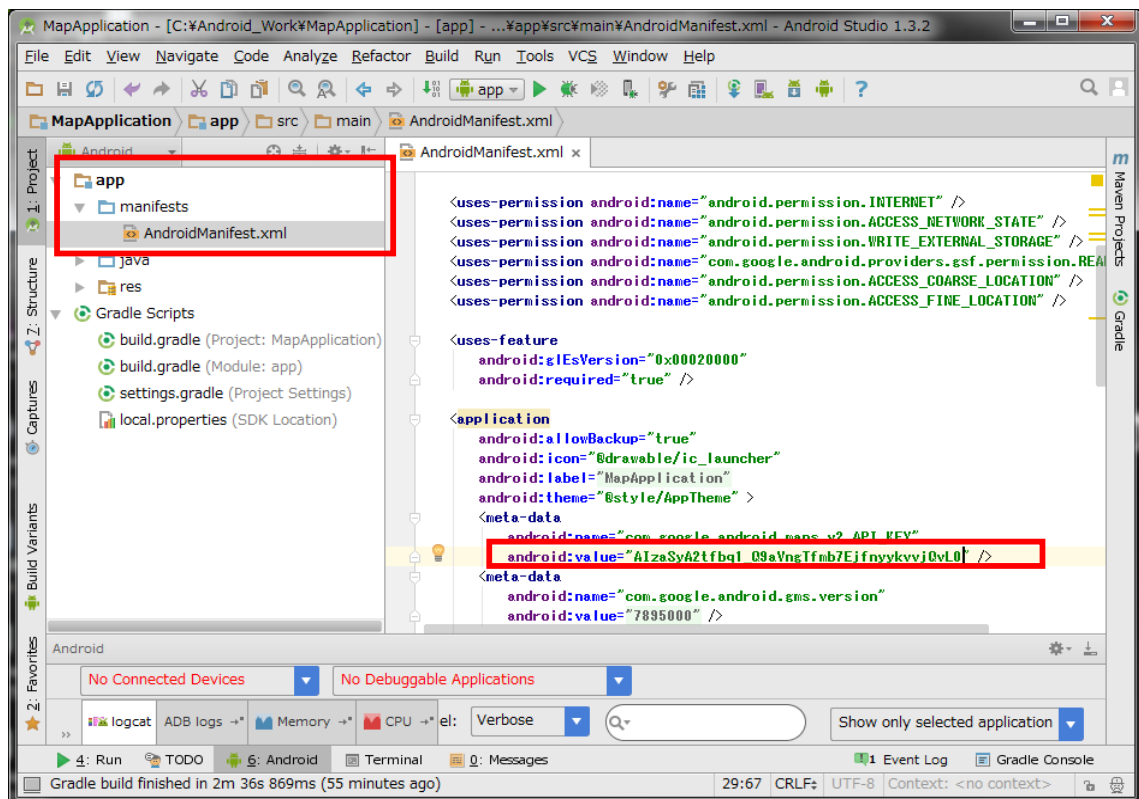 MapApplication - [C:¥Android_Work¥MapApplication] - [app] - ...¥app¥src¥main¥AndroidManifest.xml - Android Studio 1.3.2
File Edit View Navigate Code Analyze Refactor Build Run Tools VCS Window Help
app
MapApplication app src main AndroidManifest.xml
Android
AndroidManifest.xml
1: Project
7: Structure
Captures
Build Variants
2: Favorites
app
manifests
AndroidManifest.xml
java
res
Gradle Scripts
build.gradle (Project: MapApplication)
build.gradle (Module: app)
settings.gradle (Project Settings)
local.properties (SDK Location)
<uses-permission android:name="android.permission.INTERNET" />
<uses-permission android:name="android.permission.ACCESS_NETWORK_STATE" />
<uses-permission android:name="android.permission.WRITE_EXTERNAL_STORAGE" />
<uses-permission android:name="com.google.android.providers.gsf.permission.REA
<uses-permission android:name="android.permission.ACCESS_COARSE_LOCATION" />
<uses-permission android:name="android.permission.ACCESS_FINE_LOCATION" />
<uses-feature
android:glEsVersion="0x00020000"
android:required="true" />
<application
android:allowBackup="true"
android:icon="@drawable/ic_launcher"
android:label="MapApplication"
android:theme="@style/AppTheme" >
<meta-data
android:name="com.google.android.maps.v2.API_KEY"
android:value="AIzaSyA2tfbq1_Q9aVngTfmb7EjfnyykvvjQvL0" />
<meta-data
android:name="com.google.android.gms.version"
android:value="7895000" />
Maven Projects
Gradle
Android
No Connected Devices
No Debuggable Applications
logcat ADB logs Memory CPU el: Verbose Show only selected application
4: Run TODO 6: Android Terminal 0: Messages 1 Event Log Gradle Console
Gradle build finished in 2m 36s 869ms (55 minutes ago) 29:67 CRLF UTF-8 Context: <no context>